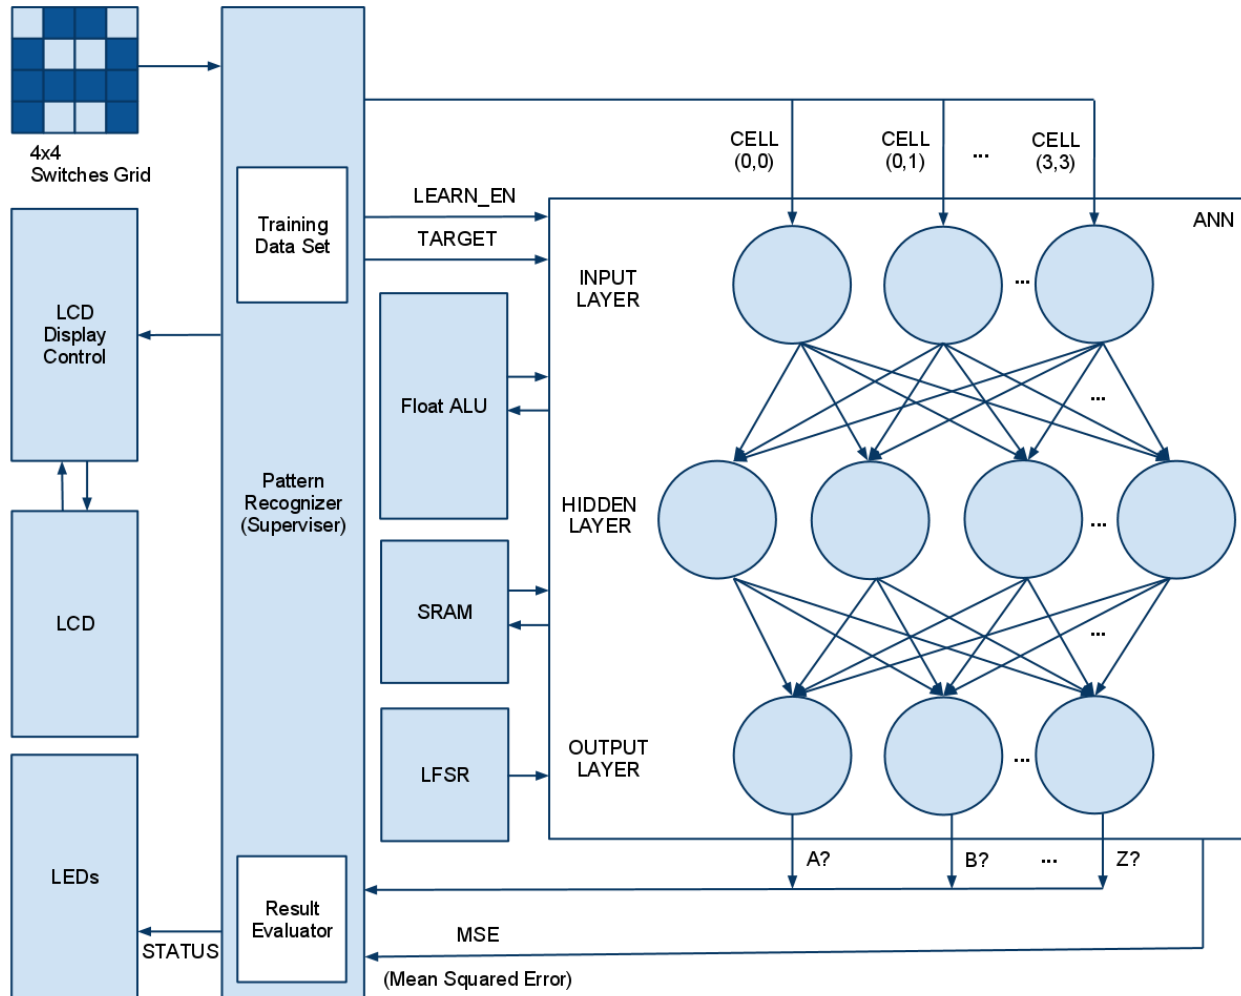 4x4
Switches Grid
LCD
Display
Control
LCD
LEDs
STATUS
Training
Data Set
Pattern
Recognizer
(Superviser)
Result
Evaluator
LEARN_EN
TARGET
Float ALU
SRAM
LFSR
CELL
(0,0)
CELL
(0,1)
...
CELL
(3,3)
ANN
INPUT
LAYER
...
...
HIDDEN
LAYER
...
...
OUTPUT
LAYER
...
A?
B?
...
Z?
MSE
(Mean Squared Error)